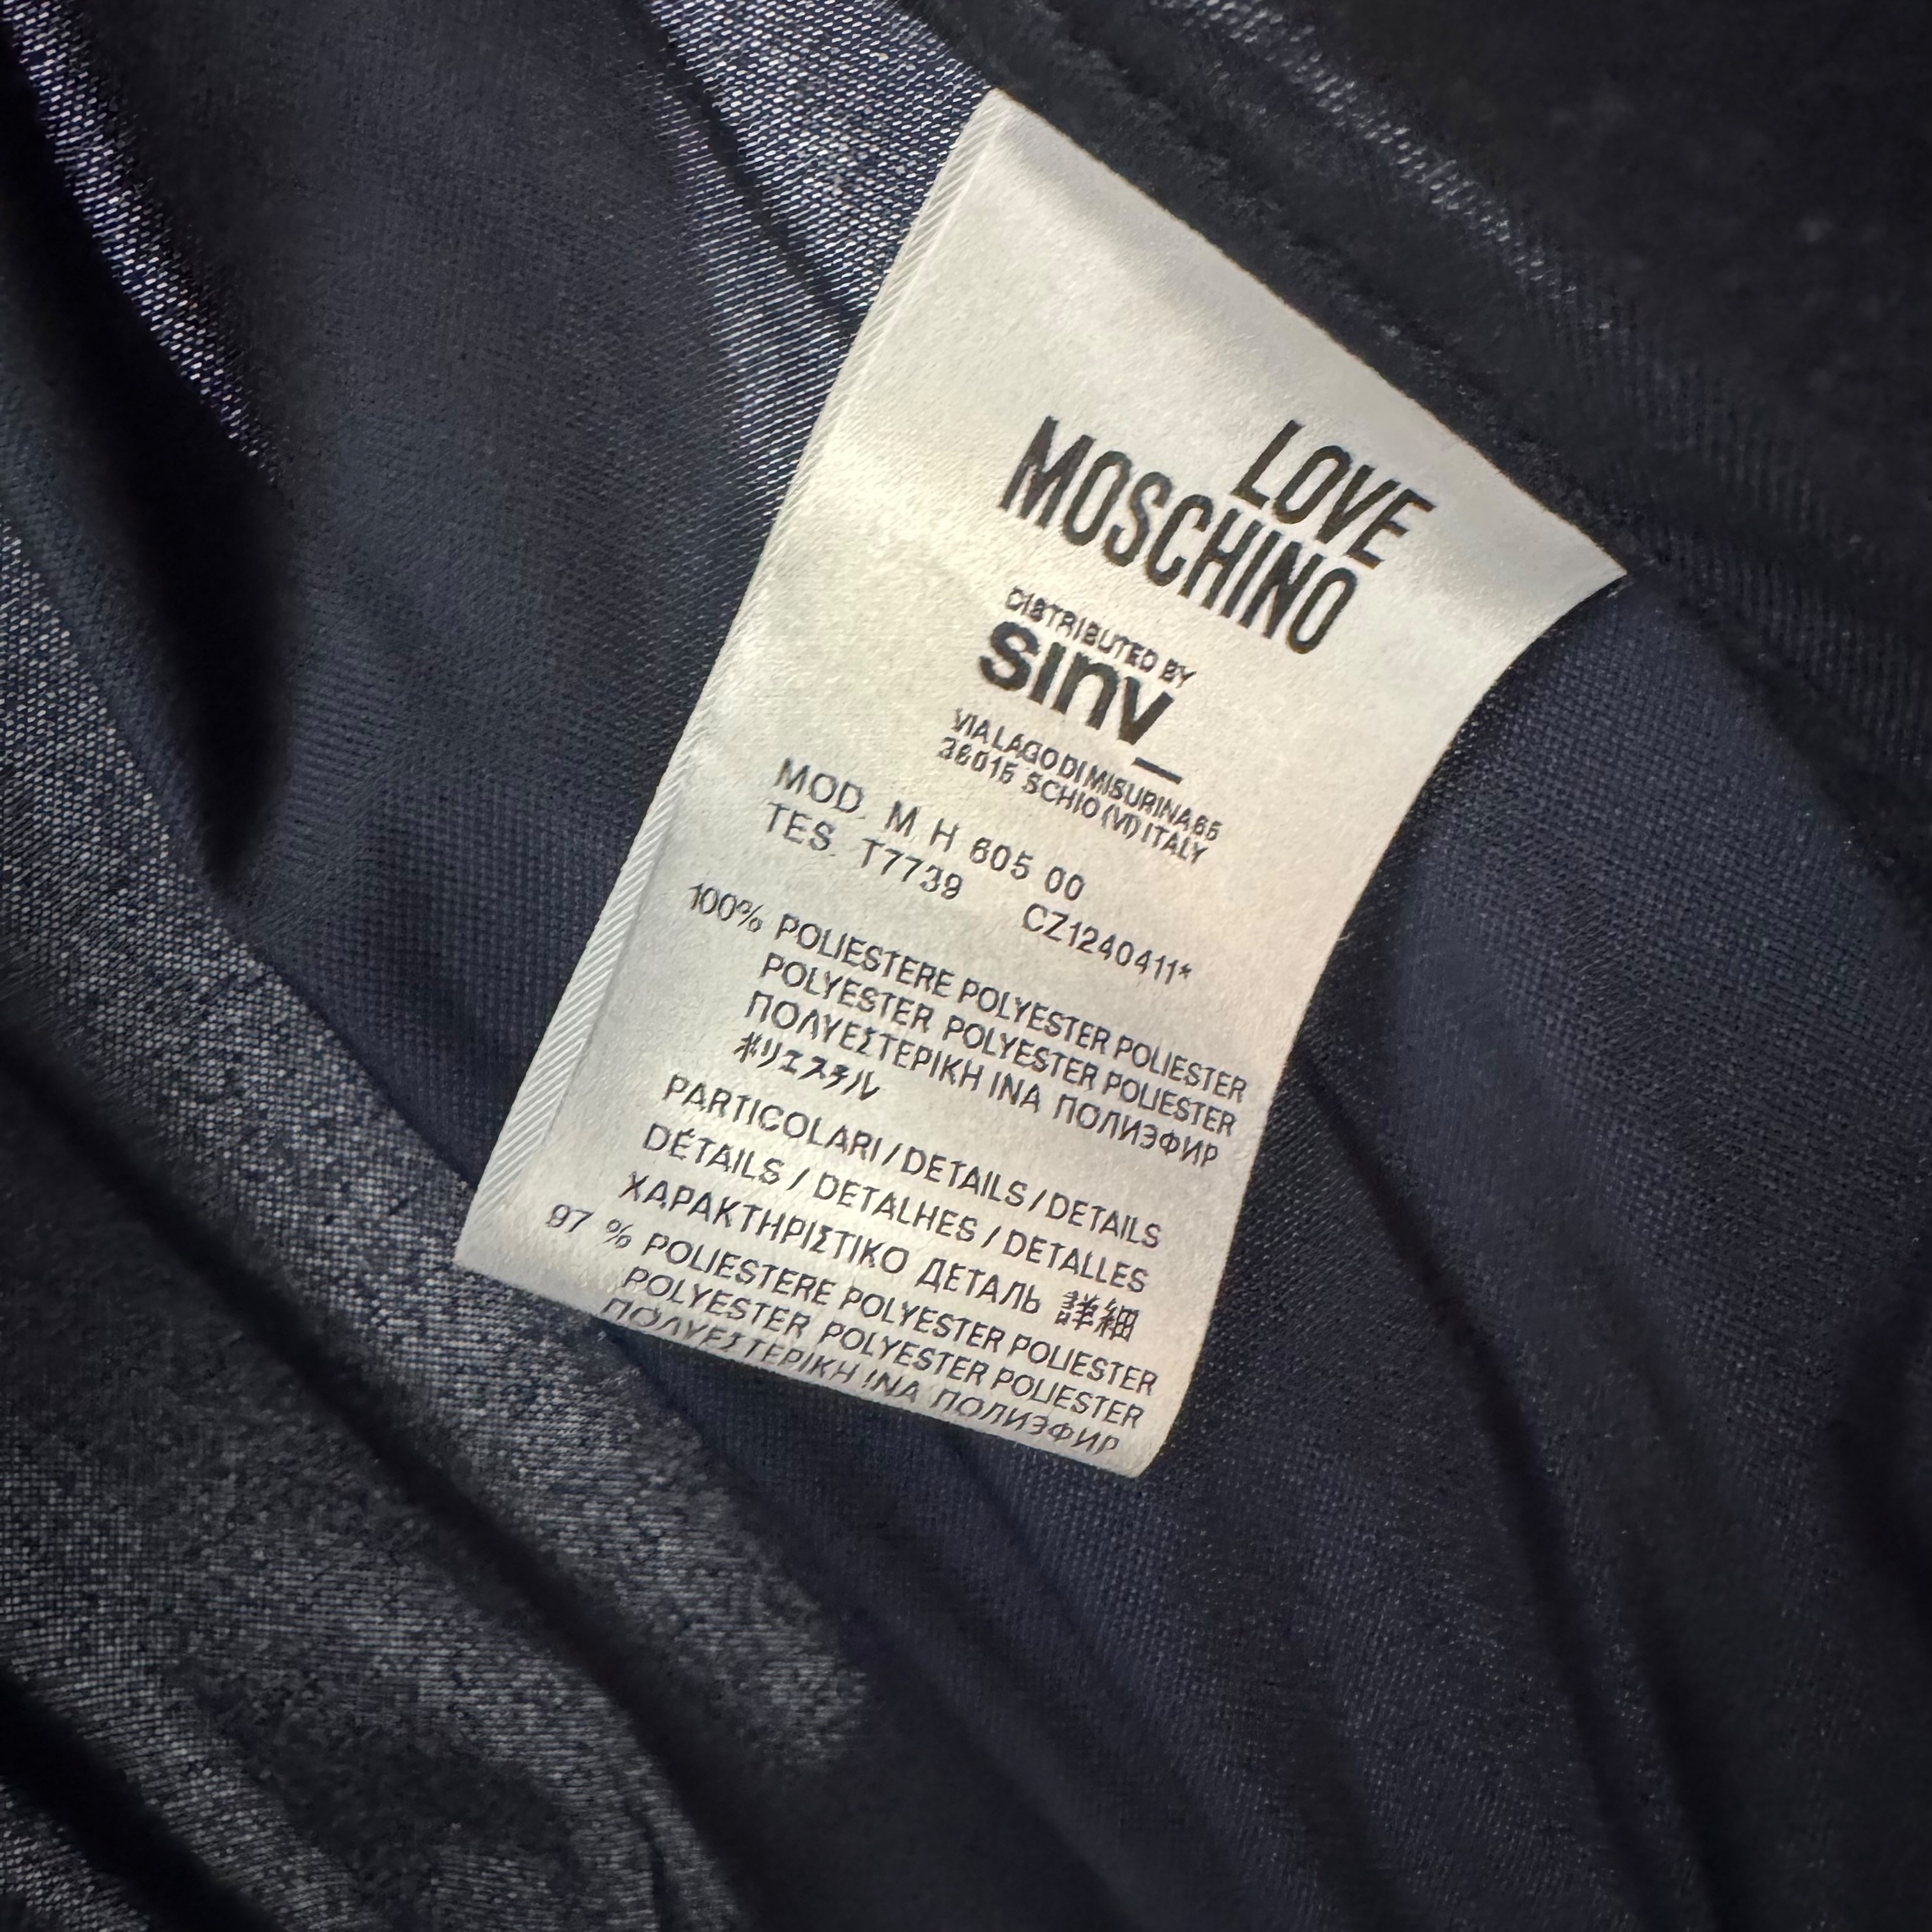 LOVE
MOSCHINO
DISTRIBUTED BY
sınv_
VIA LAGO DI MISURINA 65
36015 SCHIO (VI) ITALY
MOD. M H 605 00
TES. T7739 CZ1240411*
100% POLIESTERE POLYESTER POLIESTER
POLYESTER POLYESTER POLIESTER
ΠΟΛΥΕΣΤΕΡΙΚΗ ΙΝΑ ПОЛИЭФИР
ポリエステル
PARTICOLARI / DETAILS / DETAILS
DÉTAILS / DETALHES / DETALLES
ΧΑΡΑΚΤΗΡΙΣΤΙΚΟ ДЕТАЛЬ 詳細
97 % POLIESTERE POLYESTER POLIESTER
POLYESTER POLYESTER POLIESTER
ΠΟΛΥΕΣΤΕΡΙΚΗ ΙΝΑ ПОЛИЭФИР